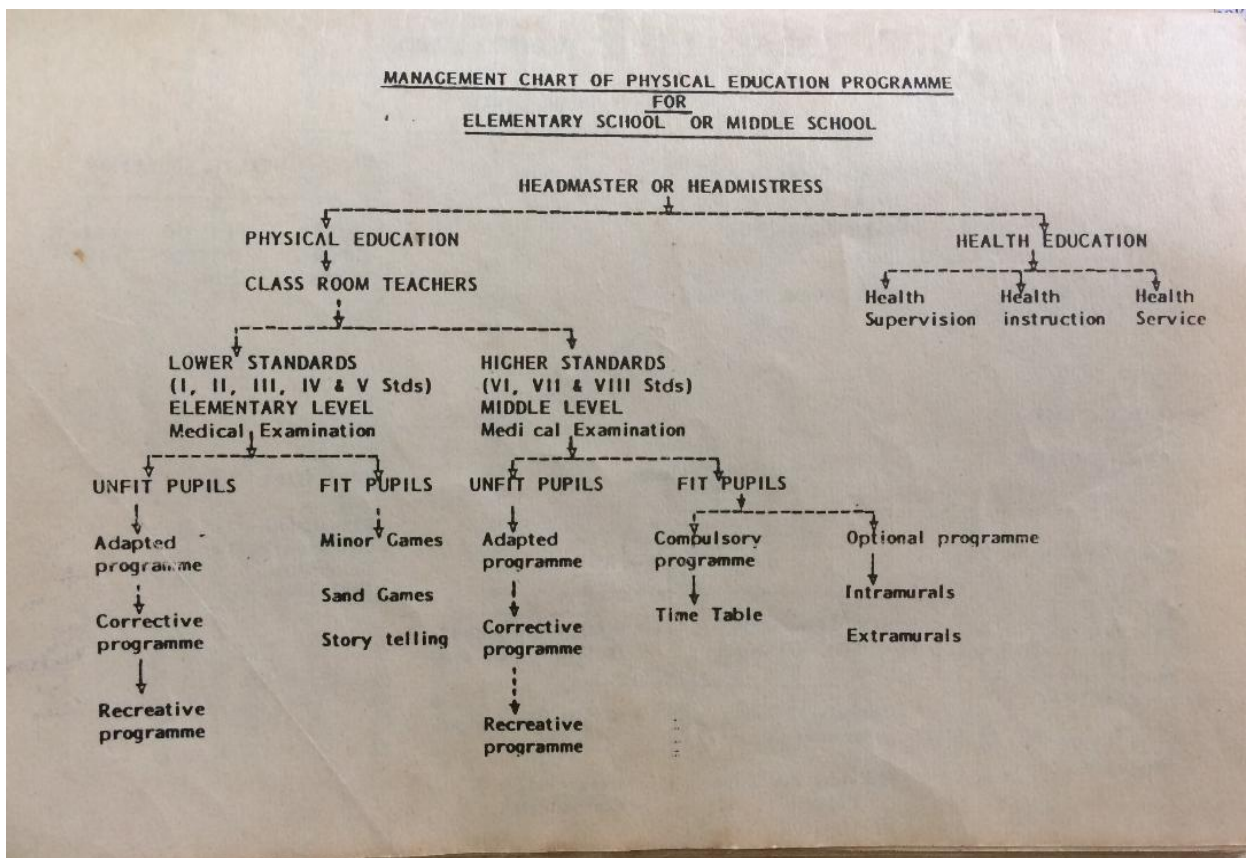 MANAGEMENT CHART OF PHYSICAL EDUCATION PROGRAMME
FOR
ELEMENTARY SCHOOL OR MIDDLE SCHOOL
HEADMASTER OR HEADMISTRESS
PHYSICAL EDUCATION
HEALTH EDUCATION
CLASS ROOM TEACHERS
Health
Supervision
Health
instruction
Health
Service
LOWER STANDARDS
(I, II, III, IV & V Stds)
ELEMENTARY LEVEL
Medical Examination
HIGHER STANDARDS
(VI, VII & VIII Stds)
MIDDLE LEVEL
Medi cal Examination
UNFIT PUPILS
FIT PUPILS
UNFIT PUPILS
FIT PUPILS
Adapted
programme
Corrective
programme
Recreative
programme
Minor Games
Sand Games
Story telling
Adapted
programme
Corrective
programme
Recreative
programme
Compulsory
programme
Time Table
Optional programme
Intramurals
Extramurals